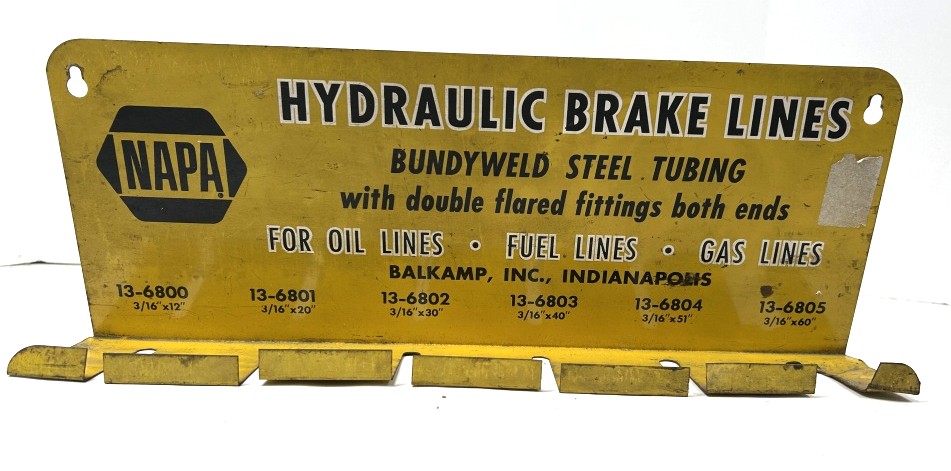 HYDRAULIC BRAKE LINES
NAPA®
BUNDYWELD STEEL TUBING
with double flared fittings both ends
FOR OIL LINES • FUEL LINES • GAS LINES
BALKAMP, INC., INDIANAPOLIS
13-6800 13-6801 13-6802 13-6803 13-6804 13-6805
3/16"x12" 3/16"x20" 3/16"x30" 3/16"x40" 3/16"x51" 3/16"x60"